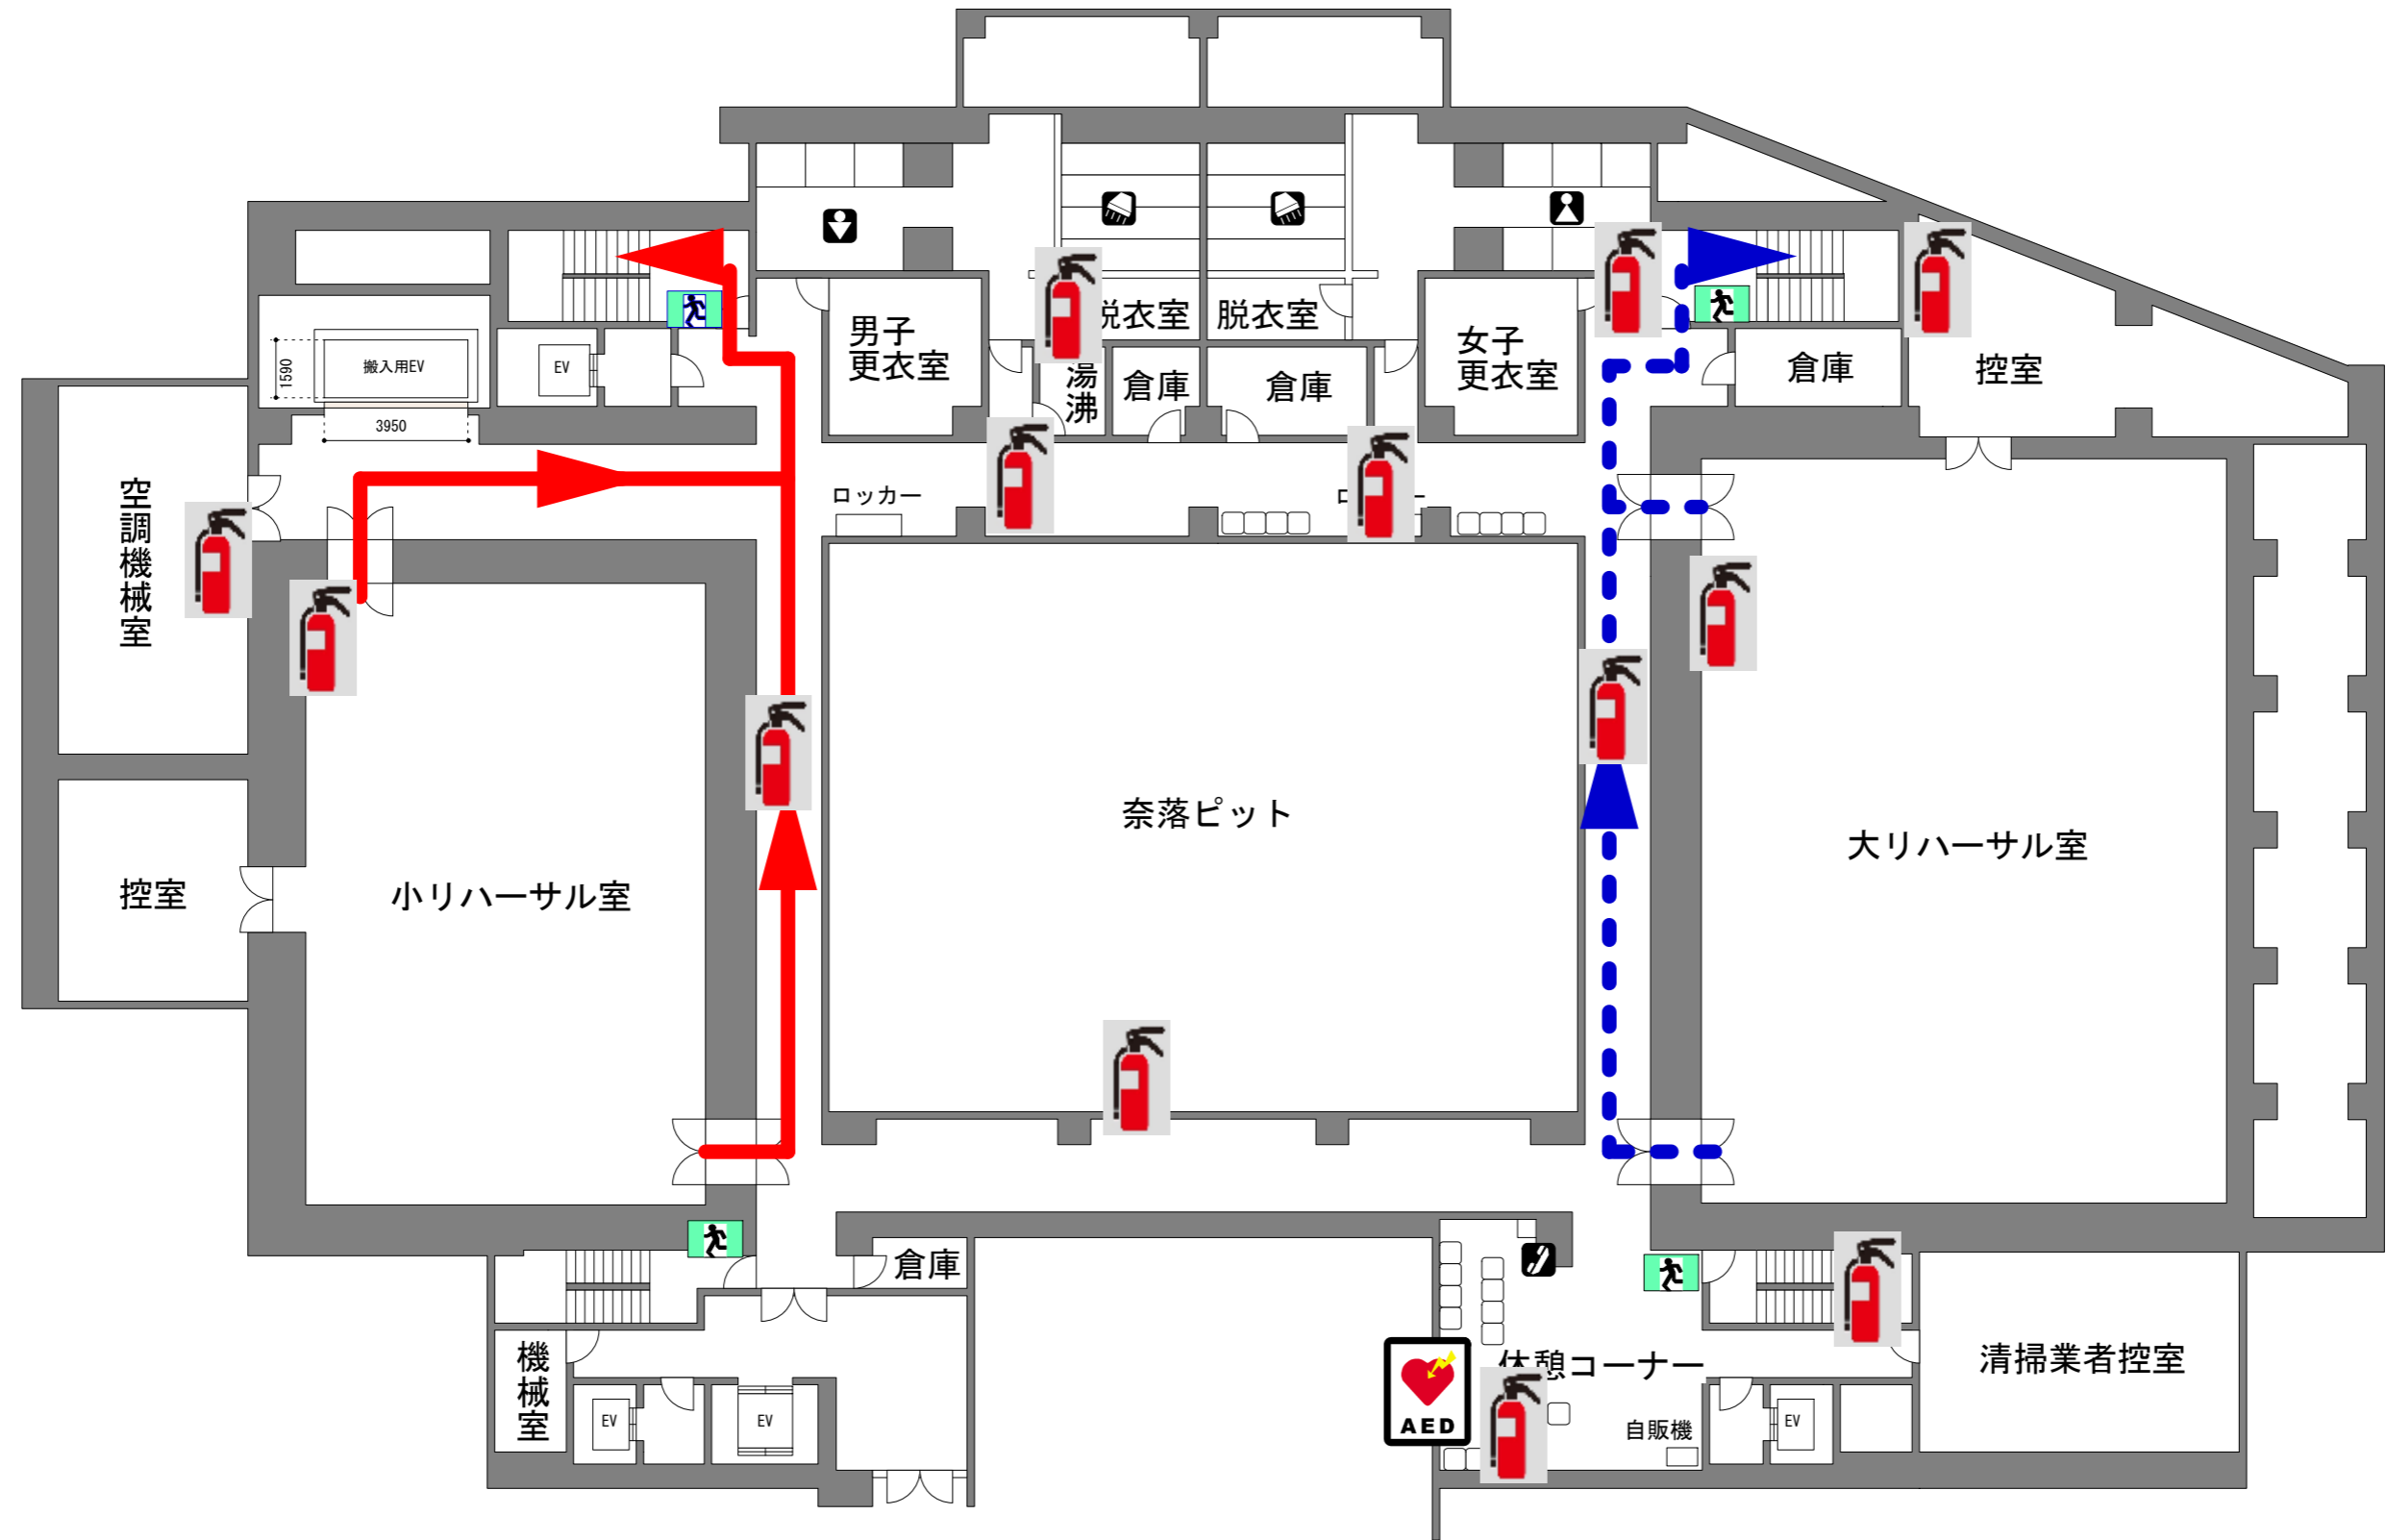 脱衣室
脱衣室
男子
更衣室
女子
更衣室
搬入用EV
1590
3950
EV
湯沸
倉庫
倉庫
倉庫
控室
空調機械室
ロッカー
奈落ピット
大リハーサル室
控室
小リハーサル室
倉庫
機械室
EV
EV
休憩コーナー
清掃業者控室
AED
自販機
EV